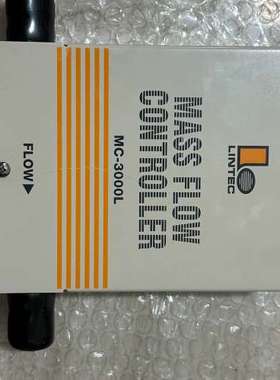 LINTEC
MASS FLOW
CONTROLLER
MC-3000L
FLOW